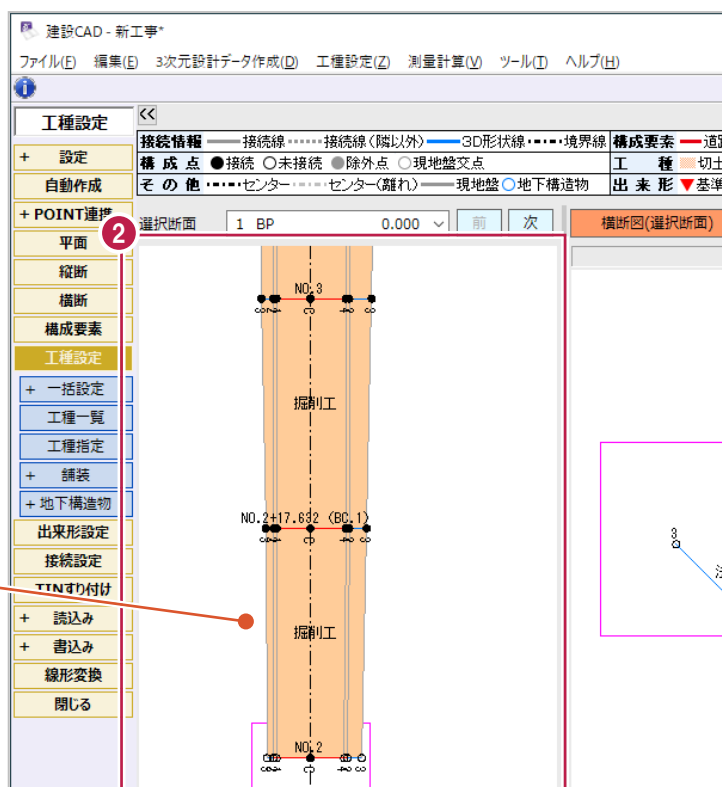 建設CAD - 新工事*
ファイル(F) 編集(E) 3次元設計データ作成(D) 工種設定(Z) 測量計算(V) ツール(T) ヘルプ(H)
工種設定
<<
接続情報 接続線 接続線(隣以外) 3D形状線 境界線 構成要素
構成点 接続 未接続 除外点 現地盤交点 工種 切土
その他 センター センター(離れ) 現地盤 地下構造物 出来形 基準
+ 設定
自動作成
+ POINT連携
平面
縦断
横断
構成要素
工種設定
+ 一括設定
工種一覧
工種指定
+ 舗装
+ 地下構造物
出来形設定
接続設定
TINすり付け
+ 読込み
+ 書込み
線形変換
閉じる
2
選択断面 1 BP 0.000 前 次 横断図(選択断面)
NO.3
掘削工
NO.2+17.632 (BC.1)
掘削工
NO.2
3